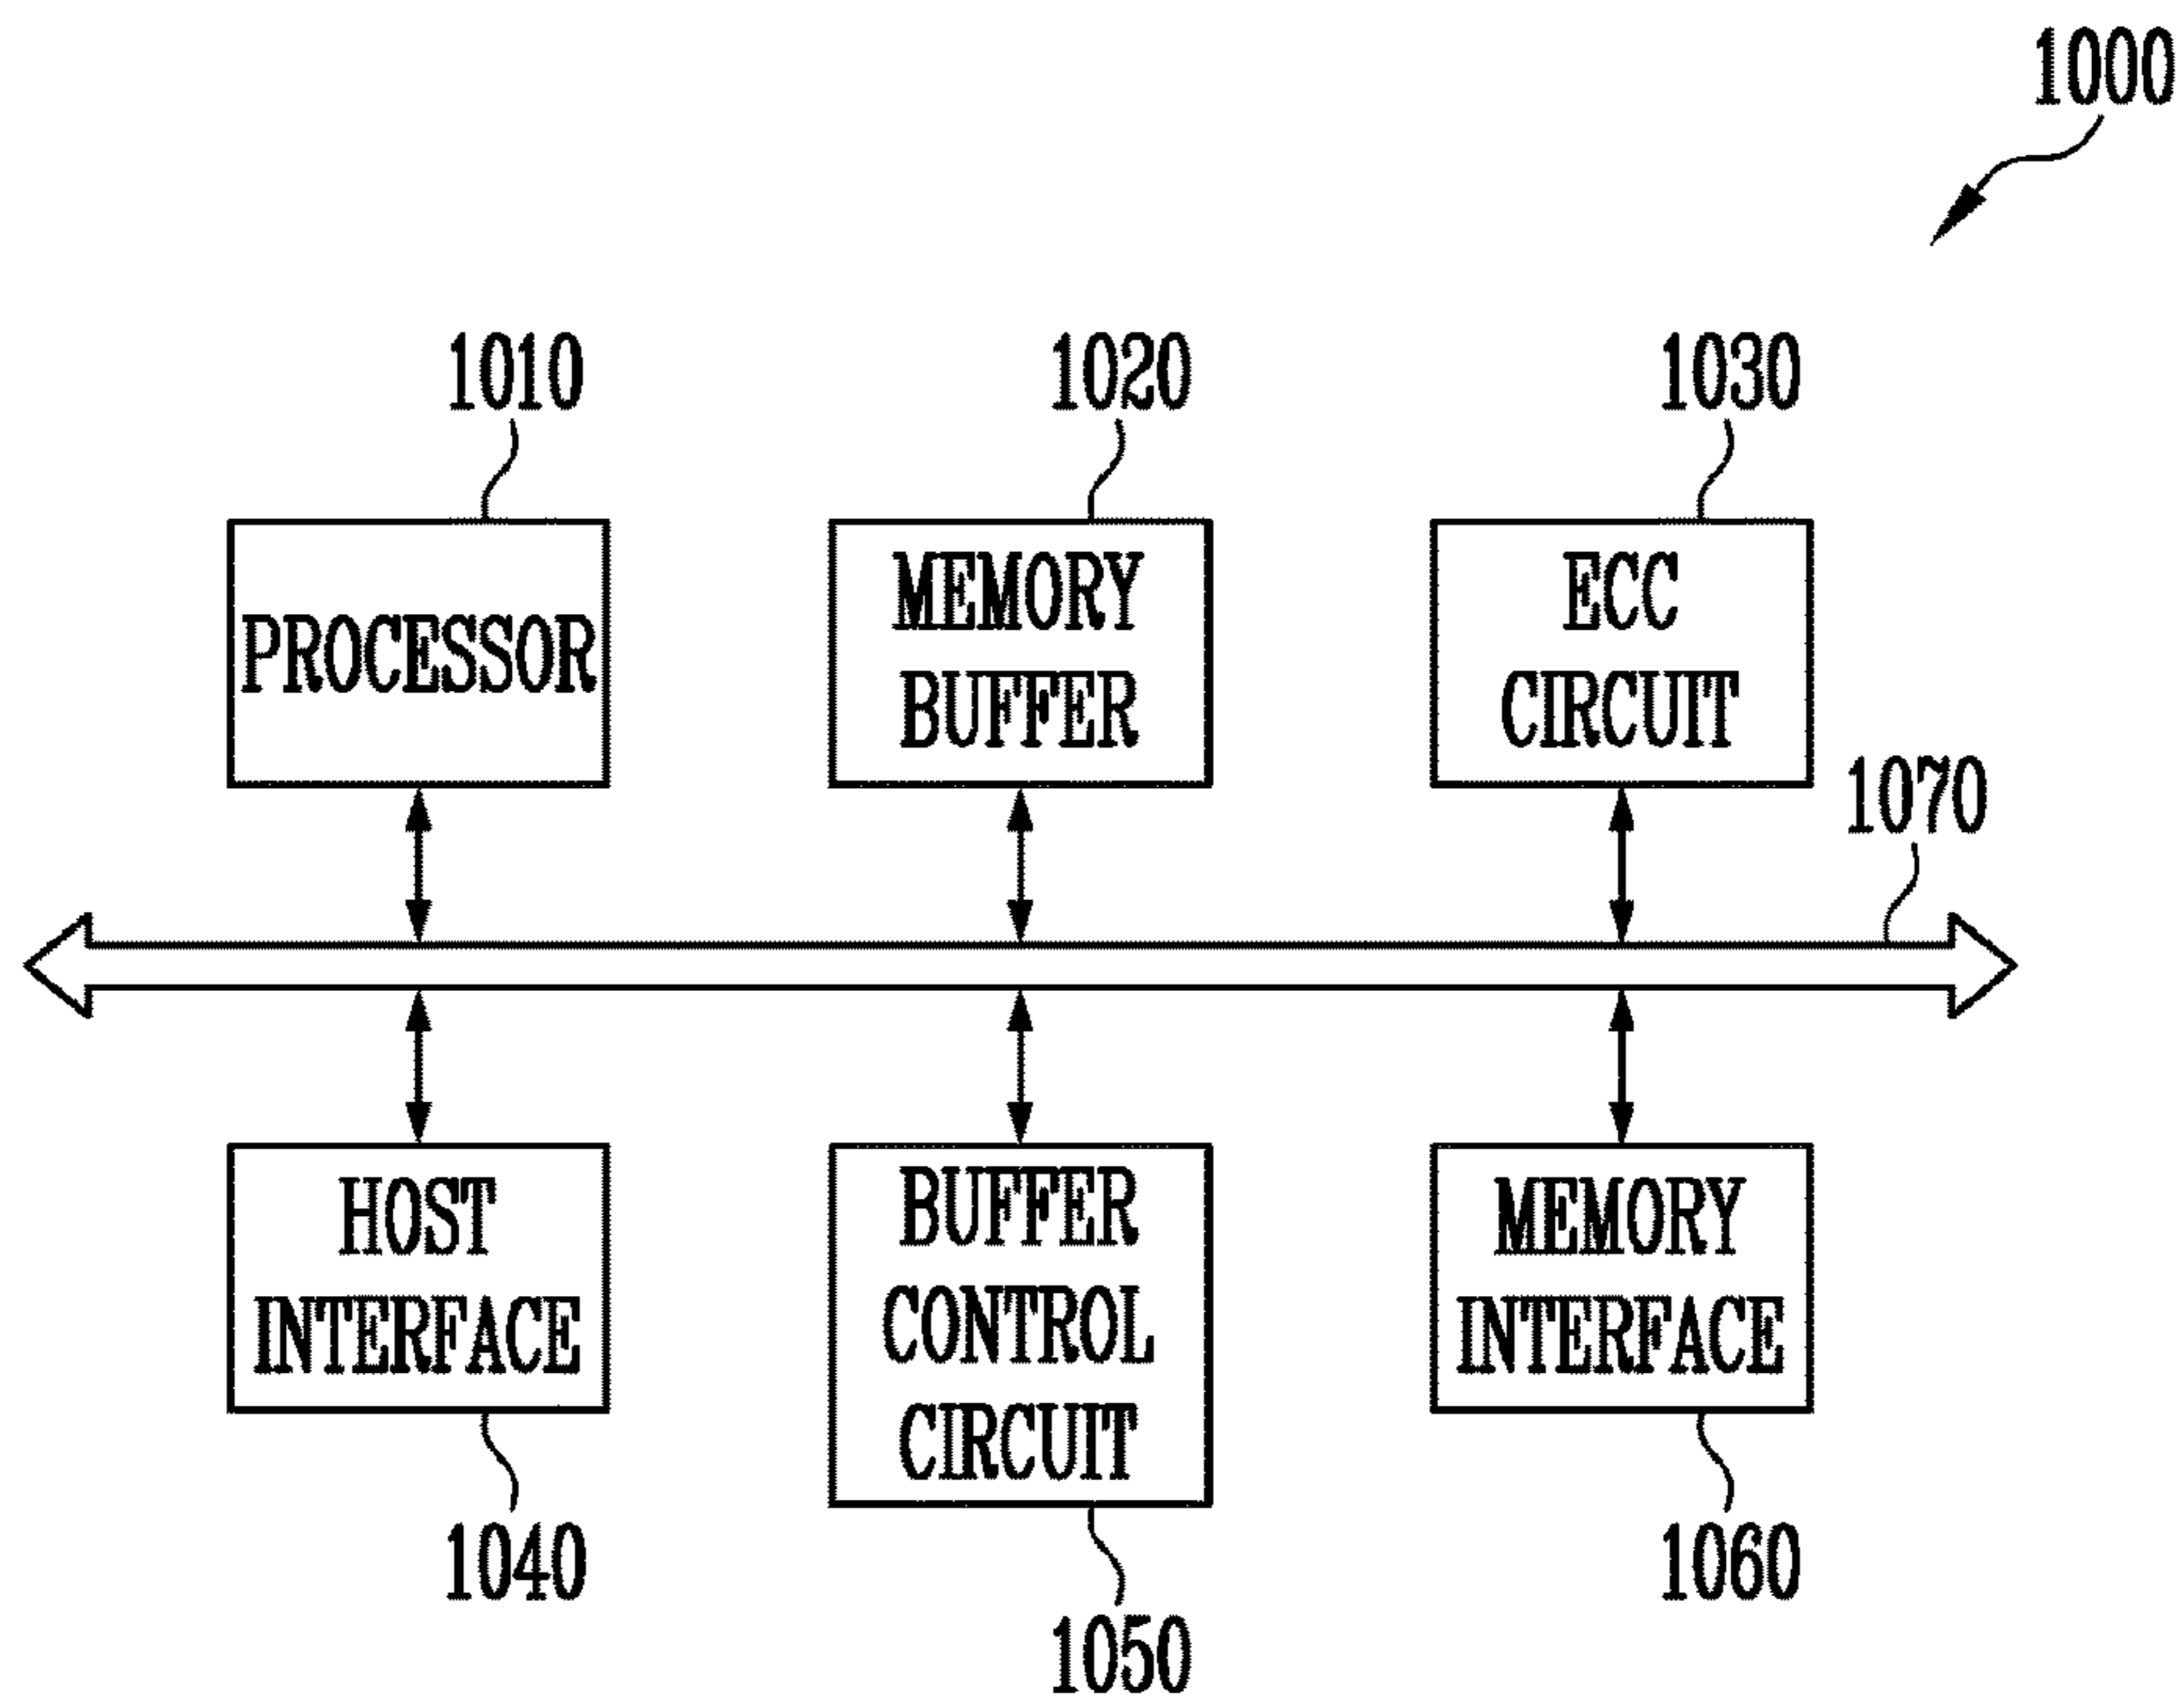 1000
1010
1020
1030
PROCESSOR
MEMORY
BUFFER
ECC
CIRCUIT
1070
HOST
INTERFACE
BUFFER
CONTROL
CIRCUIT
MEMORY
INTERFACE
1040
1050
1060